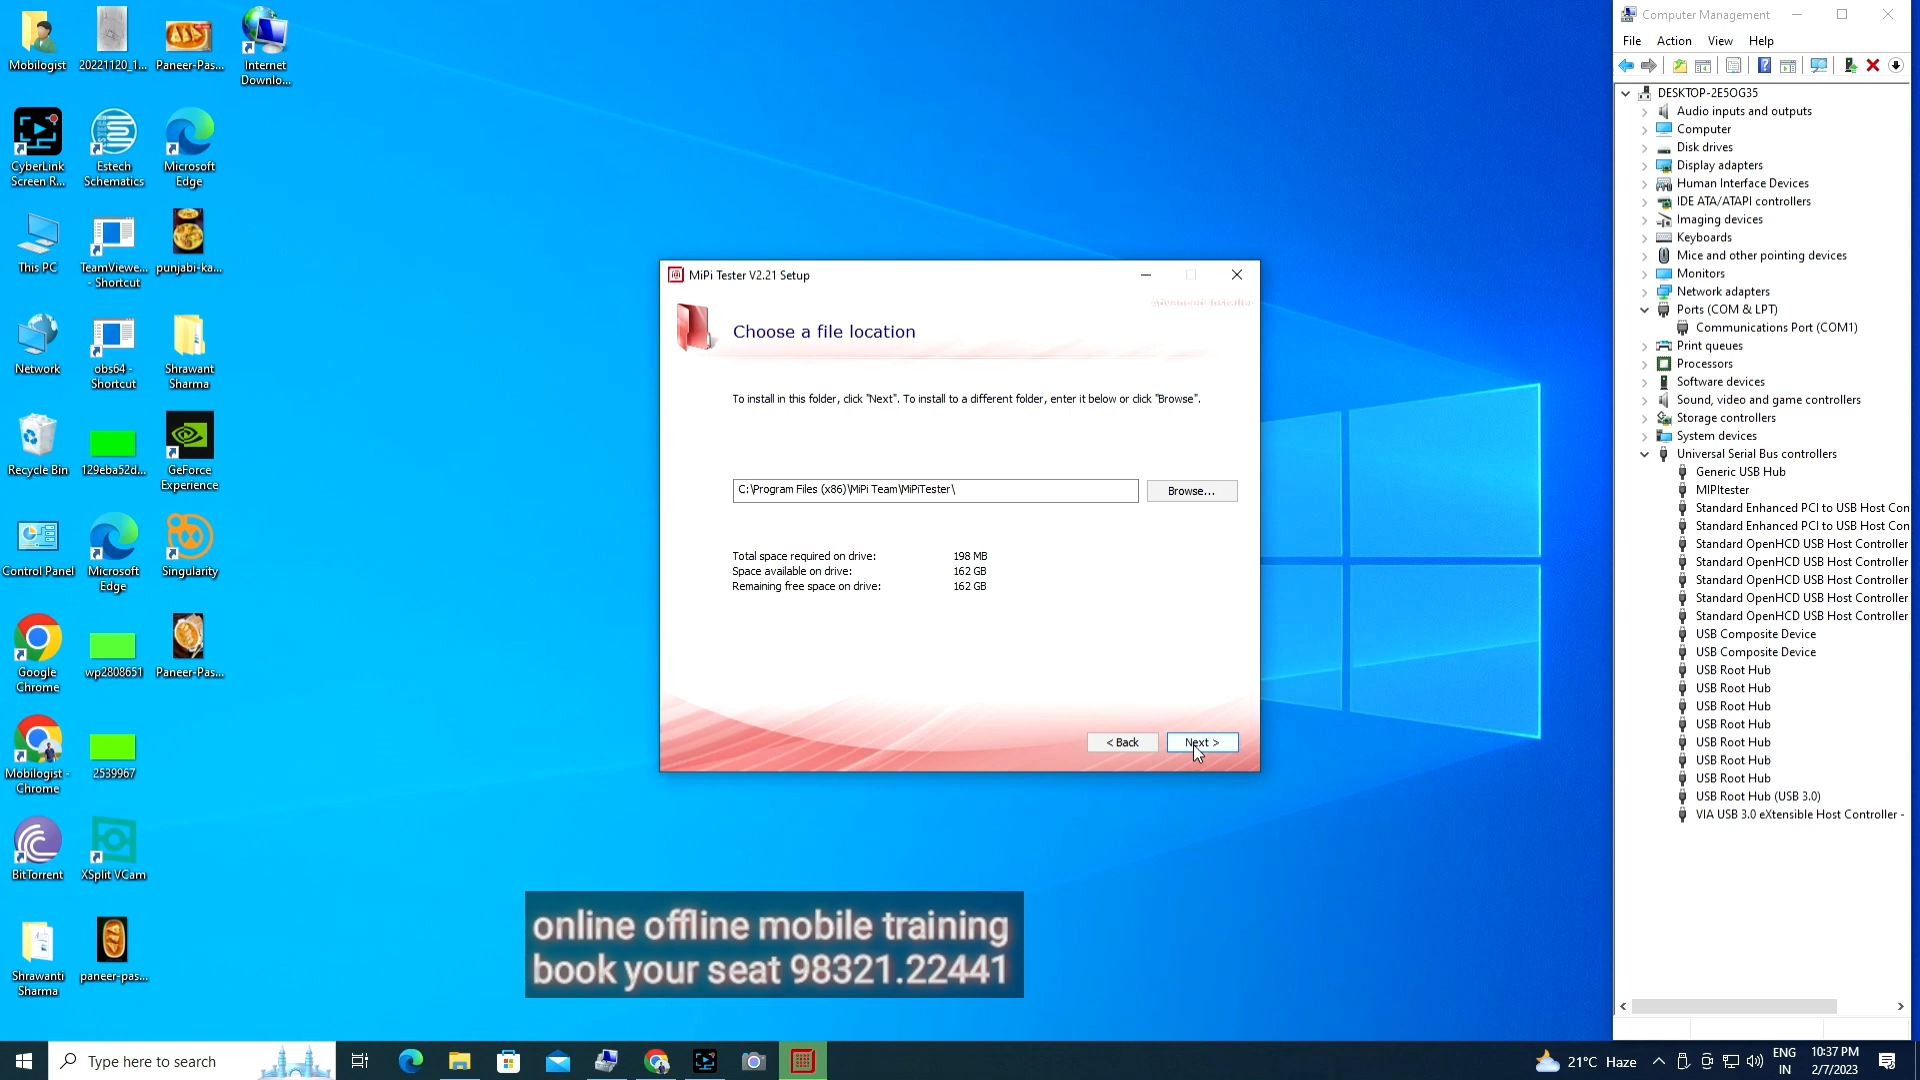 Mobilogist
20221120_1...
Paneer-Pas...
Internet
Downlo...
CyberLink
Screen R...
Estech
Schematics
Microsoft
Edge
This PC
TeamViewe...
- Shortcut
punjabi-ka...
Network
obs64 -
Shortcut
Shrawant
Sharma
Recycle Bin
129eba52d...
GeForce
Experience
Control Panel
Microsoft
Edge
Singularity
Google
Chrome
wp2808651
Paneer-Pas...
Mobilogist -
Chrome
2539967
BitTorrent
XSplit VCam
Shrawanti
Sharma
paneer-pas...
MiPi Tester V2.21 Setup
Advanced Installer
Choose a file location
To install in this folder, click "Next". To install to a different folder, enter it below or click "Browse".
C:\Program Files (x86)\MiPi Team\MiPiTester\
Browse...
Total space required on drive: 198 MB
Space available on drive: 162 GB
Remaining free space on drive: 162 GB
< Back
Next >
online offline mobile training
book your seat 98321.22441
Computer Management
File Action View Help
DESKTOP-2E5OG35
Audio inputs and outputs
Computer
Disk drives
Display adapters
Human Interface Devices
IDE ATA/ATAPI controllers
Imaging devices
Keyboards
Mice and other pointing devices
Monitors
Network adapters
Ports (COM & LPT)
Communications Port (COM1)
Print queues
Processors
Software devices
Sound, video and game controllers
Storage controllers
System devices
Universal Serial Bus controllers
Generic USB Hub
MIPItester
Standard Enhanced PCI to USB Host Con
Standard Enhanced PCI to USB Host Con
Standard OpenHCD USB Host Controller
Standard OpenHCD USB Host Controller
Standard OpenHCD USB Host Controller
Standard OpenHCD USB Host Controller
Standard OpenHCD USB Host Controller
USB Composite Device
USB Composite Device
USB Root Hub
USB Root Hub
USB Root Hub
USB Root Hub
USB Root Hub
USB Root Hub
USB Root Hub
USB Root Hub (USB 3.0)
VIA USB 3.0 eXtensible Host Controller -
Type here to search
21°C Haze
ENG
IN
10:37 PM
2/7/2023